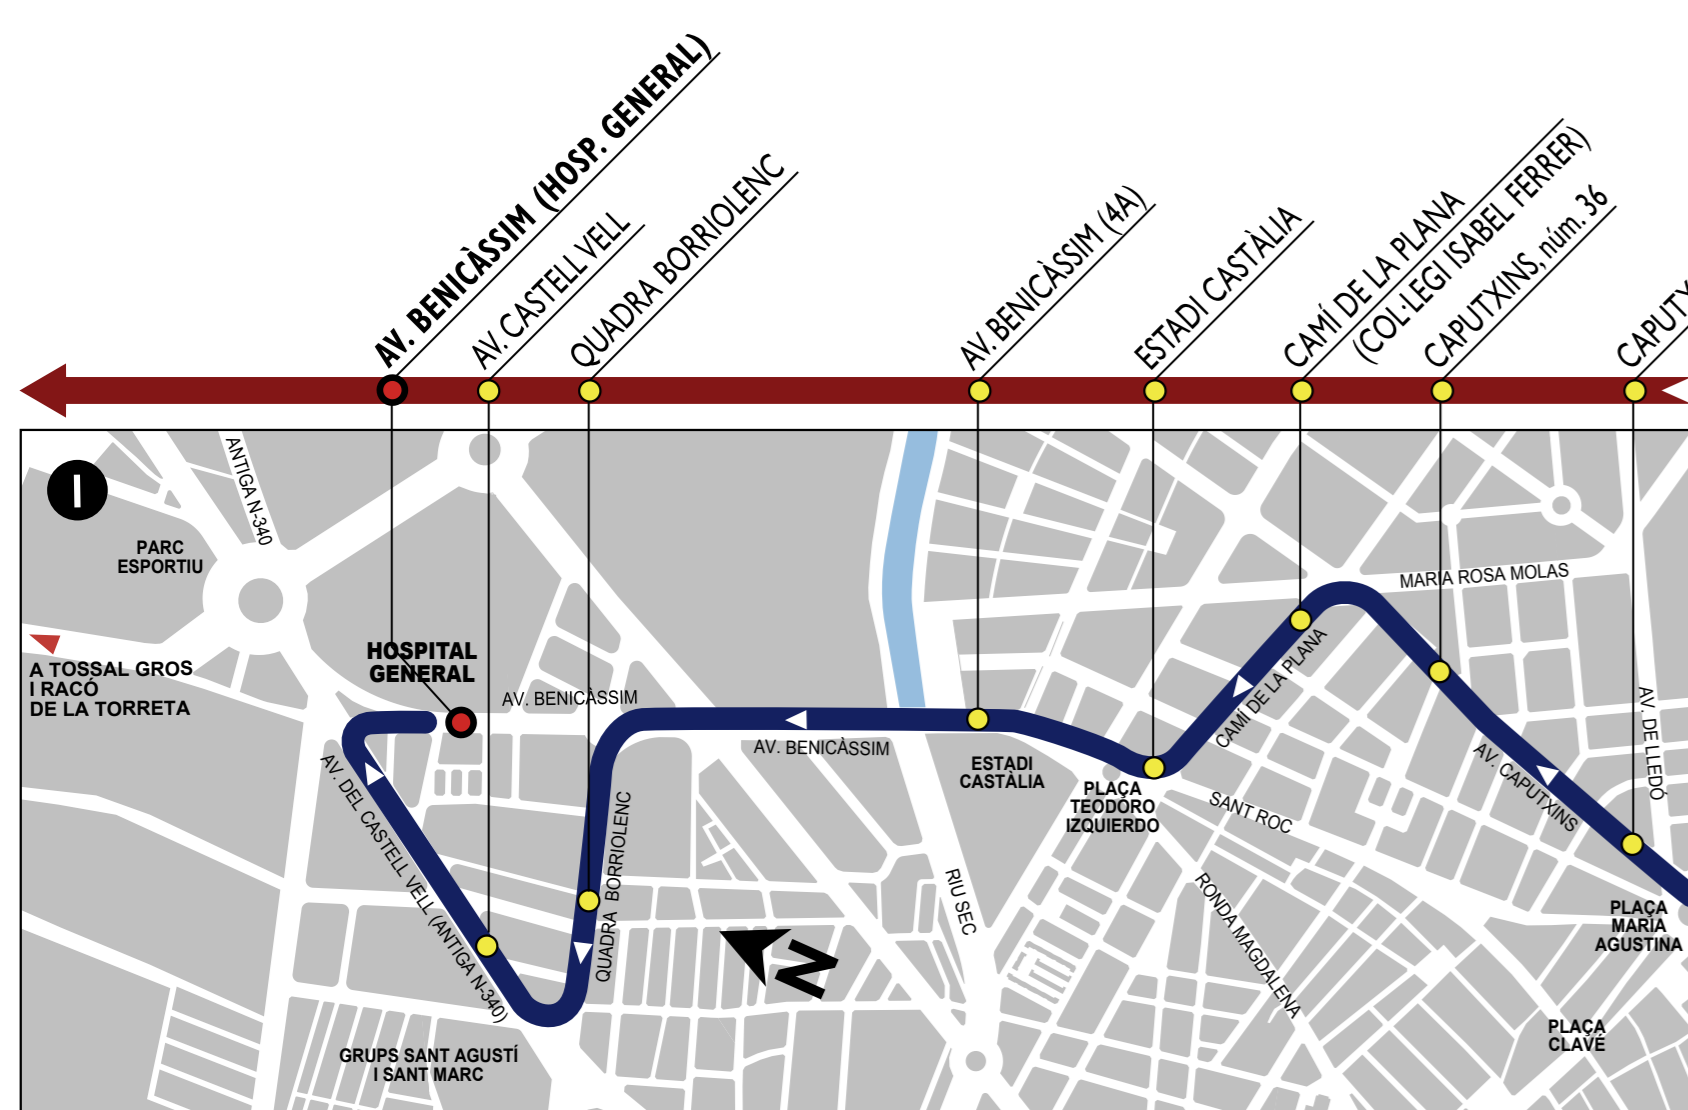 AV. BENICÀSSIM (HOSP. GENERAL)
AV. CASTELL VELL
QUADRA BORRIOLENC
AV. BENICÀSSIM (4A)
ESTADI CASTÀLIA
CAMÍ DE LA PLANA
(COL·LEGI ISABEL FERRER)
CAPUTXINS, núm. 36
CAPUTX
I
ANTIGA N-340
PARC
ESPORTIU
A TOSSAL GROS
I RACÓ
DE LA TORRETA
HOSPITAL
GENERAL
AV. BENICÀSSIM
AV. BENICÀSSIM
MARIA ROSA MOLAS
CAMÍ DE LA PLANA
ESTADI
CASTÀLIA
PLAÇA
TEODORO
IZQUIERDO
SANT ROC
AV. CAPUTXINS
AV. DE LLEDÓ
AV. DEL CASTELL VELL (ANTIGA N-340)
QUADRA BORRIOLENC
RIU SEC
RONDA MAGDALENA
PLAÇA
MARIA
AGUSTINA
N
PLAÇA
CLAVÉ
GRUPS SANT AGUSTÍ
I SANT MARC